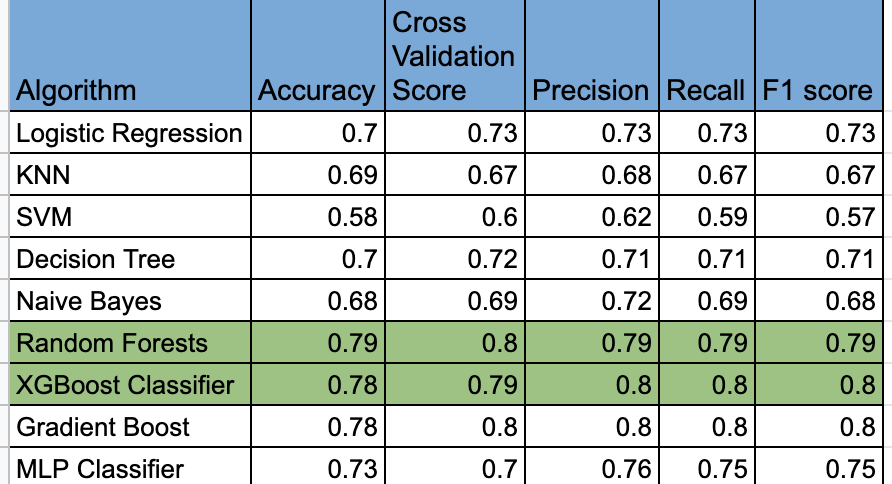 Algorithm Accuracy Cross Validation Score Precision Recall F1 score
Logistic Regression 0.7 0.73 0.73 0.73 0.73
KNN 0.69 0.67 0.68 0.67 0.67
SVM 0.58 0.6 0.62 0.59 0.57
Decision Tree 0.7 0.72 0.71 0.71 0.71
Naive Bayes 0.68 0.69 0.72 0.69 0.68
Random Forests 0.79 0.8 0.79 0.79 0.79
XGBoost Classifier 0.78 0.79 0.8 0.8 0.8
Gradient Boost 0.78 0.8 0.8 0.8 0.8
MLP Classifier 0.73 0.7 0.76 0.75 0.75